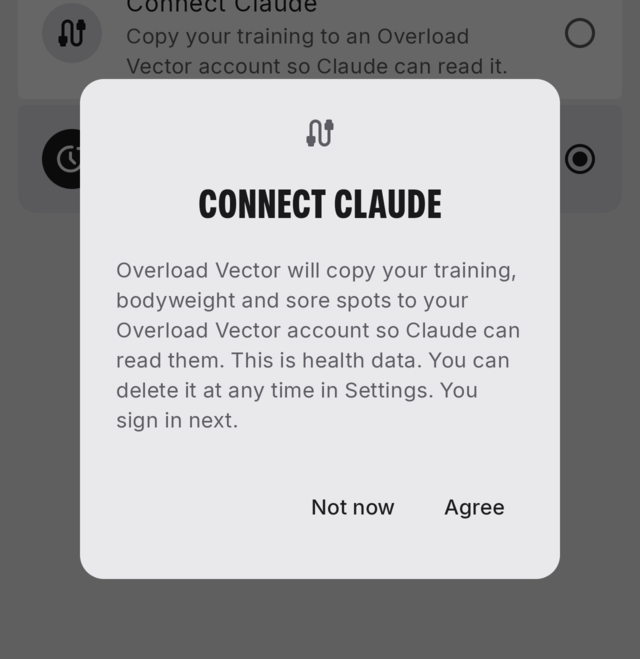 Connect Claude
Copy your training to an Overload
Vector account so Claude can read it.
CONNECT CLAUDE
Overload Vector will copy your training,
bodyweight and sore spots to your
Overload Vector account so Claude can
read them. This is health data. You can
delete it at any time in Settings. You
sign in next.
Not now
Agree